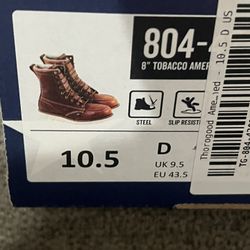 804-
8" TOBACCO AMER
STEEL
SLIP RESIST
10.5
D
UK 9.5
EU 43.5
Thorogood Ame…ed - 10.5 D US